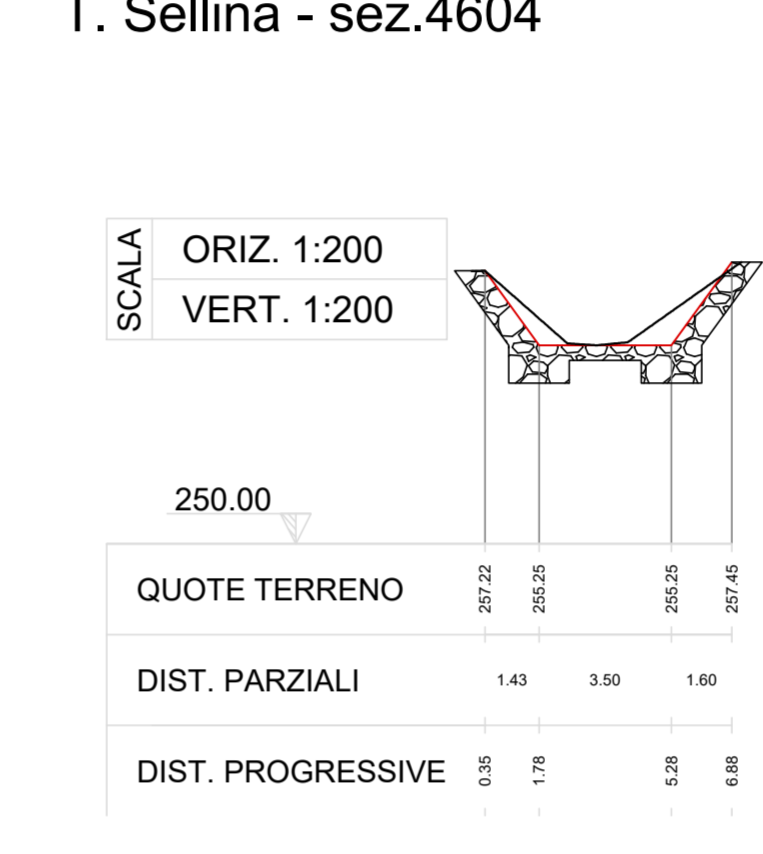 T. Sellina - sez.4604
SCALA
ORIZ. 1:200
VERT. 1:200
250.00
QUOTE TERRENO 257.22 255.25 255.25 257.45
DIST. PARZIALI 1.43 3.50 1.60
DIST. PROGRESSIVE 0.35 1.78 5.28 6.88